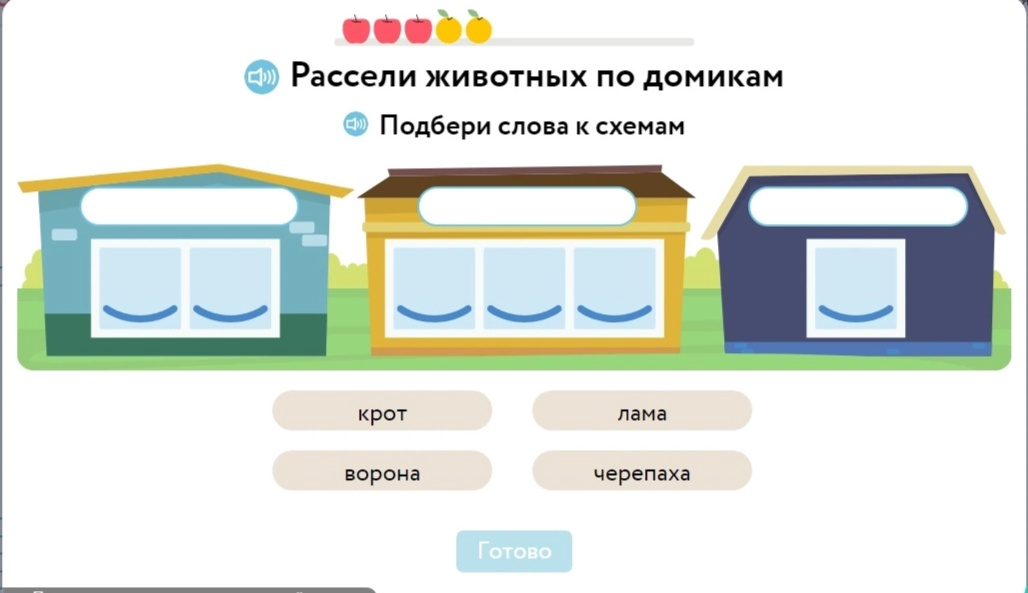 Рассели животных по домикам
Подбери слова к схемам
крот
лама
ворона
черепаха
Готово